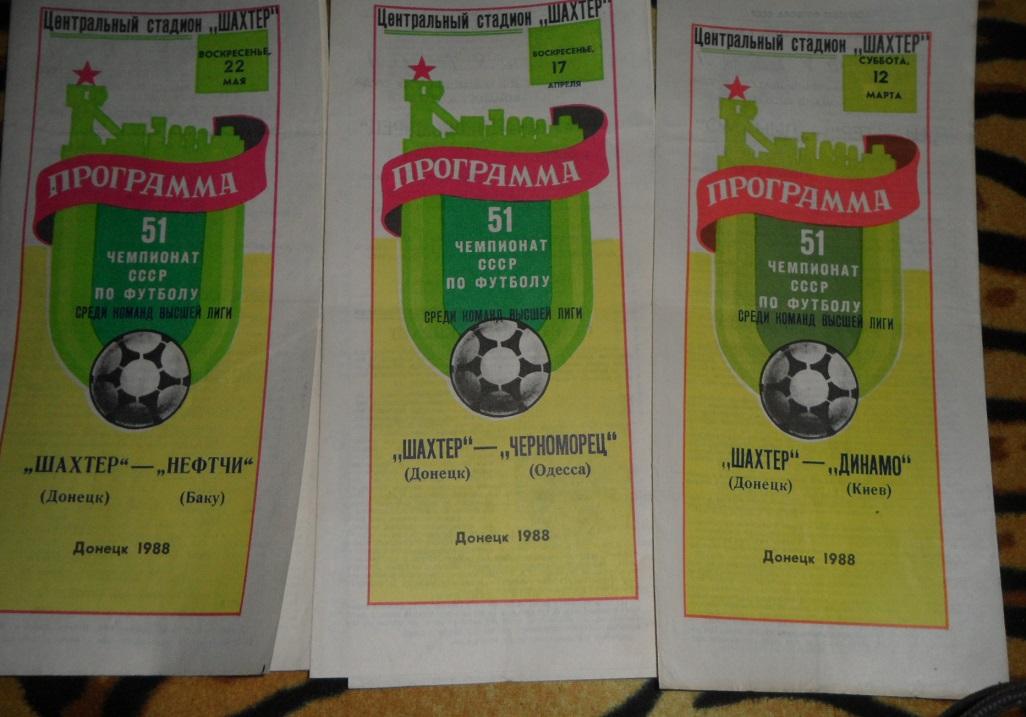 Центральный стадион „ШАХТЕР"
ВОСКРЕСЕНЬЕ,
22
МАЯ
ПРОГРАММА
51
ЧЕМПИОНАТ
СССР
ПО ФУТБОЛУ
СРЕДИ КОМАНД ВЫСШЕЙ ЛИГИ
„ШАХТЕР" — „НЕФТЧИ"
(Донецк) (Баку)
Донецк 1988
Центральный стадион „ШАХТЕР"
ВОСКРЕСЕНЬЕ,
17
АПРЕЛЯ
ПРОГРАММА
51
ЧЕМПИОНАТ
СССР
ПО ФУТБОЛУ
СРЕДИ КОМАНД ВЫСШЕЙ ЛИГИ
„ШАХТЕР" — „ЧЕРНОМОРЕЦ"
(Донецк) (Одесса)
Донецк 1988
Центральный стадион „ШАХТЕР"
СУББОТА,
12
МАРТА
ПРОГРАММА
51
ЧЕМПИОНАТ
СССР
ПО ФУТБОЛУ
СРЕДИ КОМАНД ВЫСШЕЙ ЛИГИ
„ШАХТЕР" — „ДИНАМО"
(Донецк) (Киев)
Донецк 1988